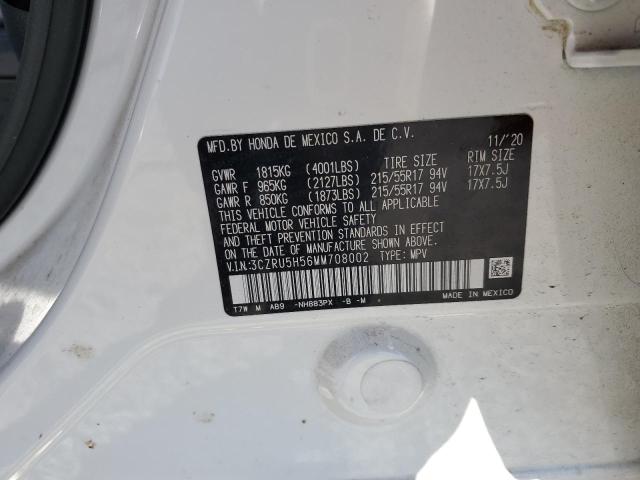 MFD.BY HONDA DE MEXICO S.A. DE C.V. 11/'20
GVWR 1815KG (4001LBS) TIRE SIZE RIM SIZE
GAWR F 965KG (2127LBS) 215/55R17 94V 17X7.5J
GAWR R 850KG (1873LBS) 215/55R17 94V 17X7.5J
THIS VEHICLE CONFORMS TO ALL APPLICABLE
FEDERAL MOTOR VEHICLE SAFETY
AND THEFT PREVENTION STANDARDS IN EFFECT
ON THE DATE OF MANUFACTURE SHOWN ABOVE.
V.I.N:3CZRU5H56MM708002 TYPE: MPV
T7W M AB9 -NH883PX -B -M MADE IN MEXICO